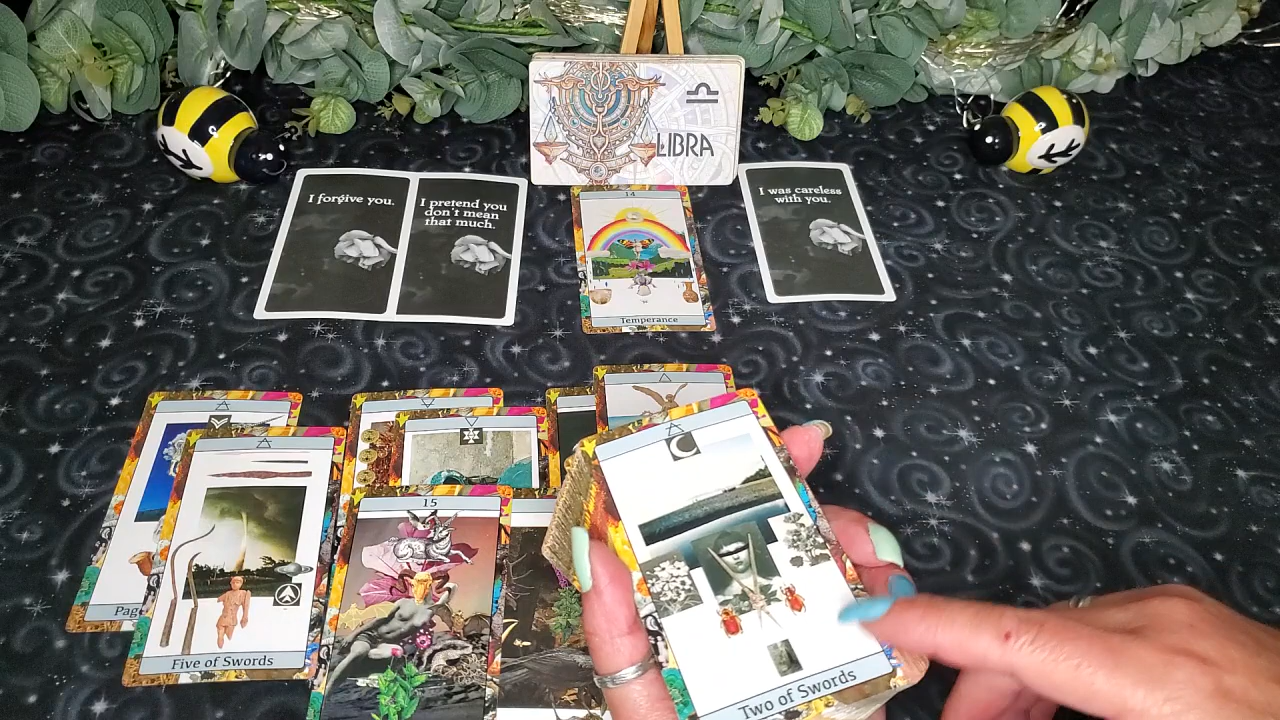 LIBRA
I forgive you.
I pretend you
don't mean
that much.
14
Temperance
I was careless
with you.
Page
Five of Swords
15
Two of Swords